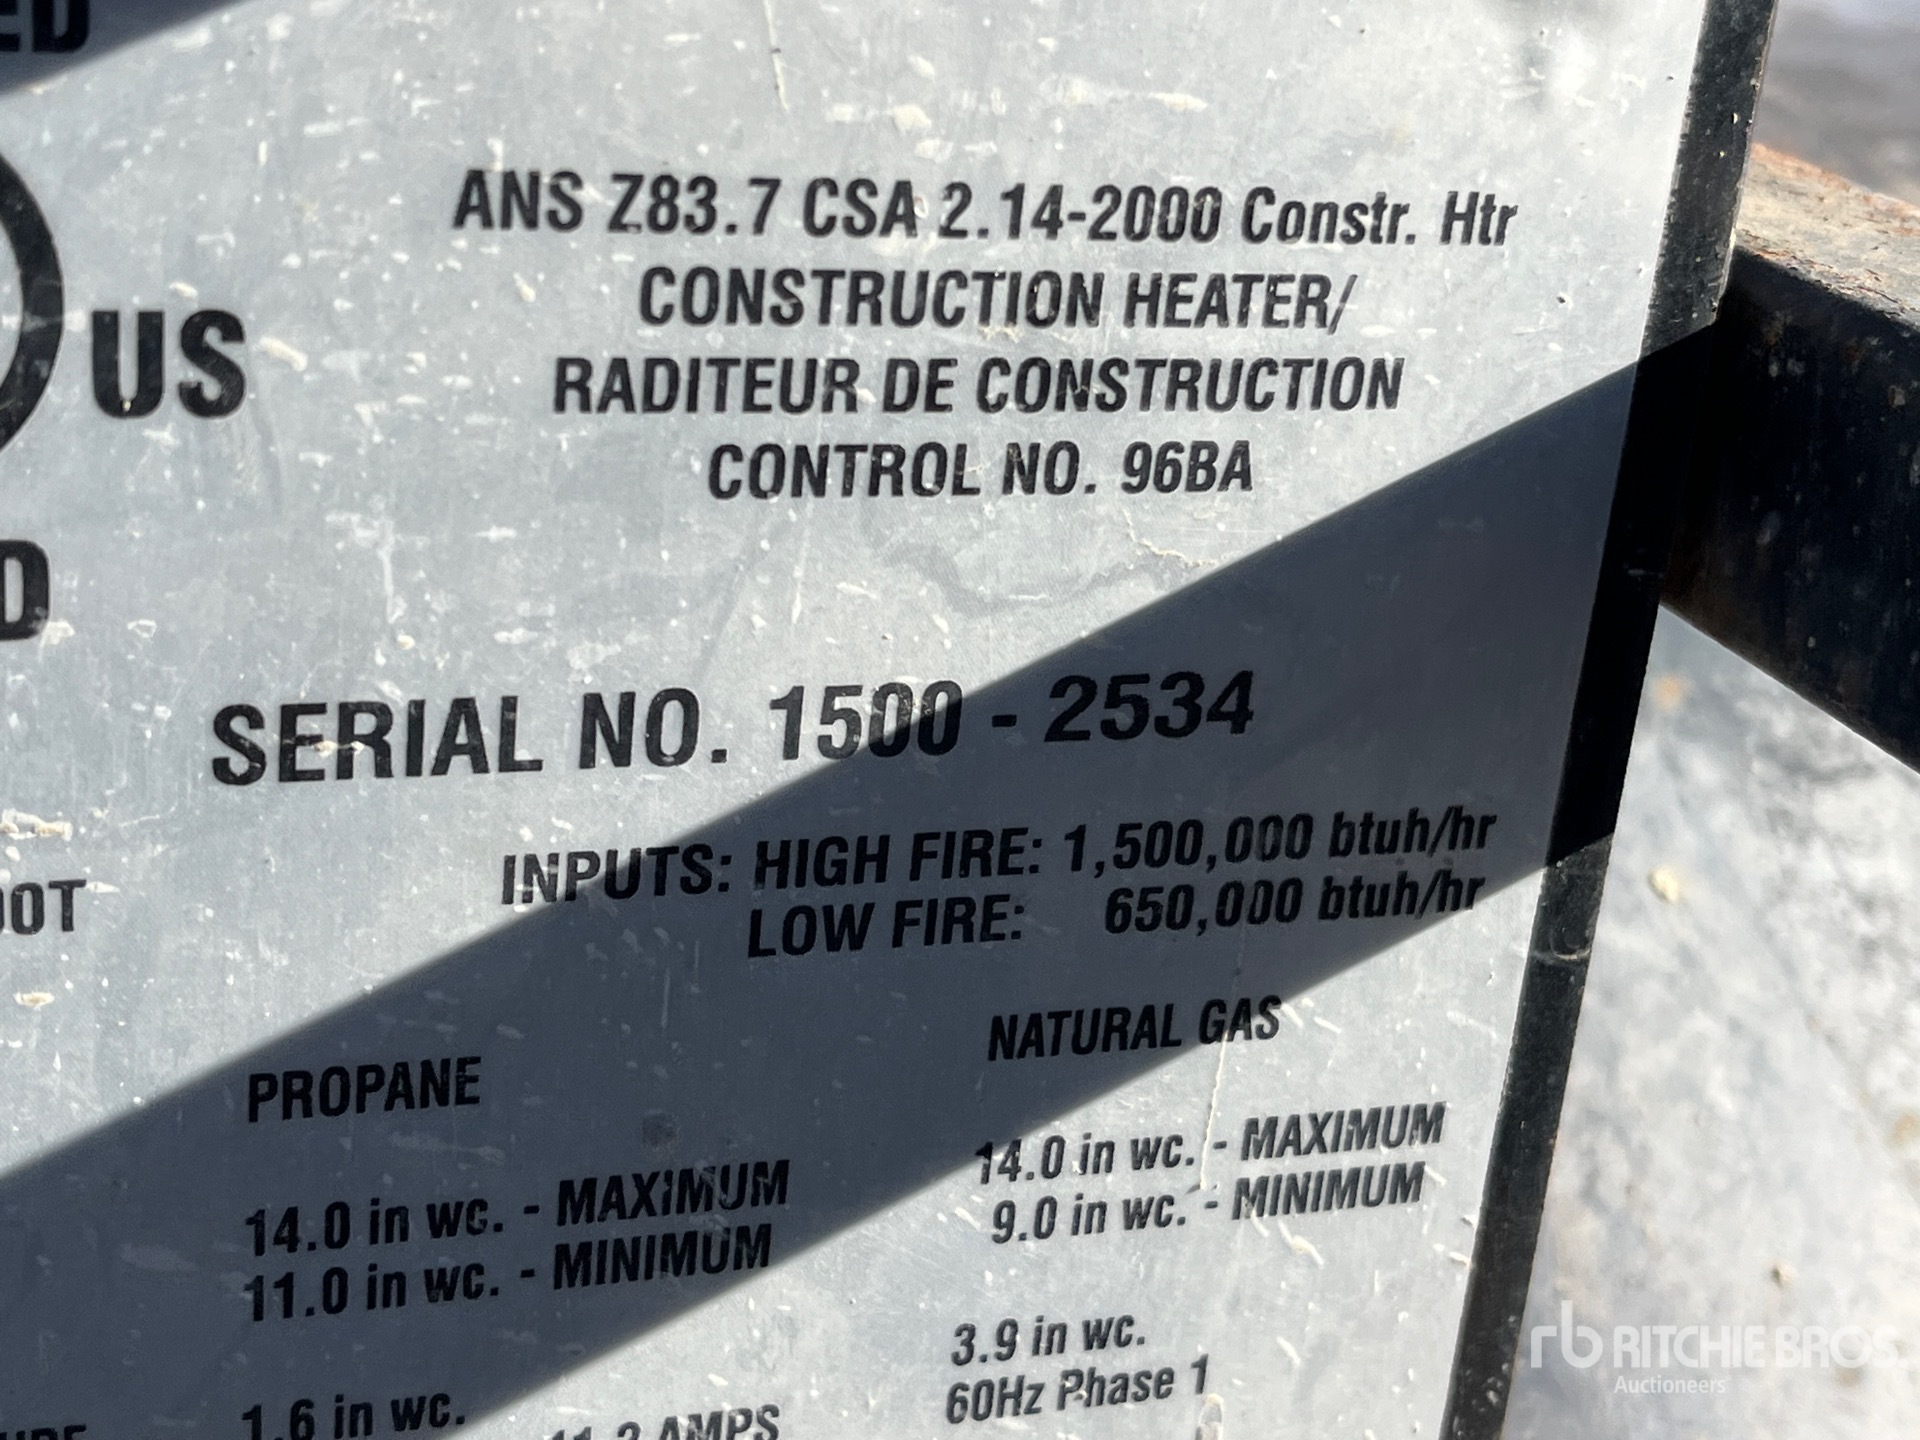 ED
ANS Z83.7 CSA 2.14-2000 Constr. Htr
CONSTRUCTION HEATER/
US
RADITEUR DE CONSTRUCTION
CONTROL NO. 96BA
D
SERIAL NO. 1500 - 2534
INPUTS: HIGH FIRE: 1,500,000 btuh/hr
LOW FIRE: 650,000 btuh/hr
OOT
NATURAL GAS
PROPANE
14.0 in wc. - MAXIMUM
9.0 in wc. - MINIMUM
14.0 in wc. - MAXIMUM
11.0 in wc. - MINIMUM
3.9 in wc.
60Hz Phase 1
1.6 in wc.
AMPS
rb RITCHIE BROS.
Auctioneers